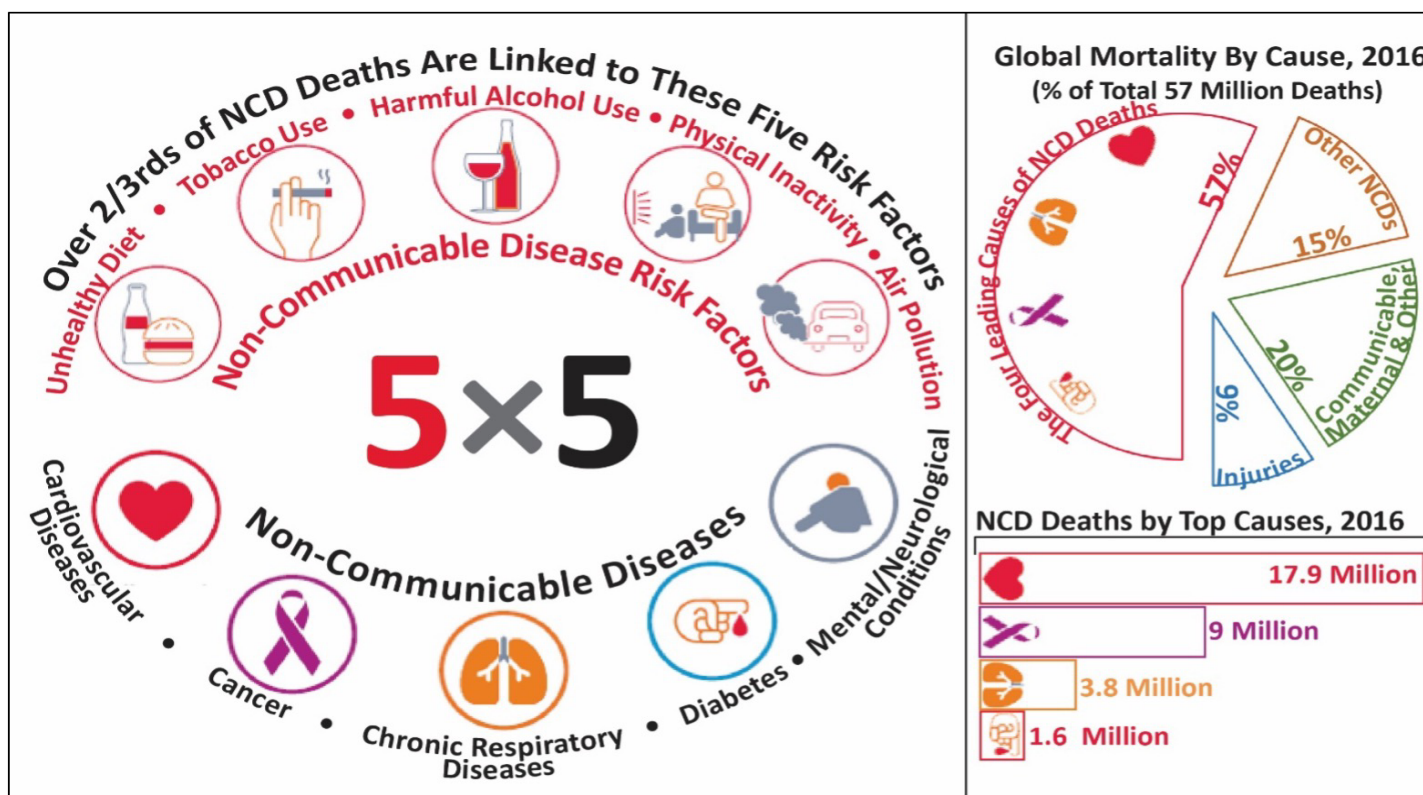 Over 2/3rds of NCD Deaths Are Linked to These Five Risk Factors
Unhealthy Diet • Tobacco Use • Harmful Alcohol Use • Physical Inactivity • Air Pollution
Non-Communicable Disease Risk Factors
5×5
Non-Communicable Diseases
Cardiovascular
Diseases
•
Cancer
•
Chronic Respiratory
Diseases
•
Diabetes • Mental/Neurological
Conditions
Global Mortality By Cause, 2016
(% of Total 57 Million Deaths)
The Four Leading Causes of NCD Deaths
57%
Other NCDs
15%
Communicable,
Maternal & Other
20%
9%
Injuries
NCD Deaths by Top Causes, 2016
17.9 Million
9 Million
3.8 Million
1.6 Million